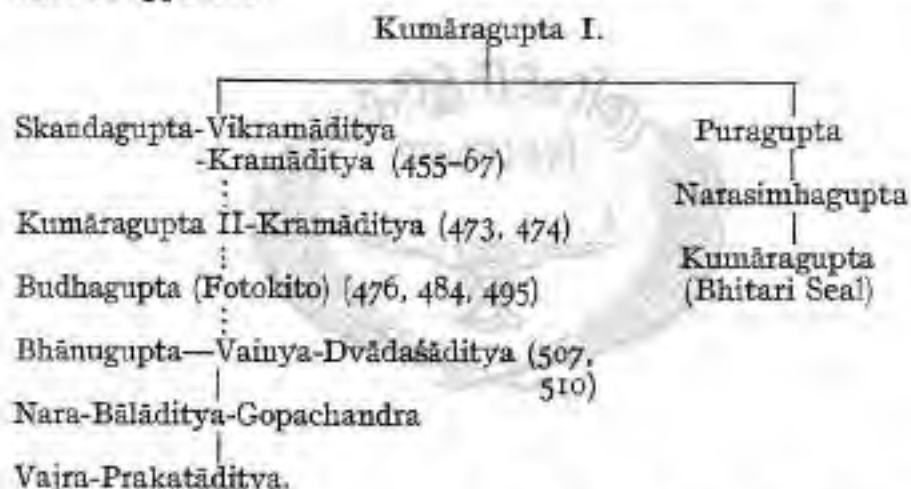 Kumāragupta I.
Skandagupta-Vikramāditya
-Kramāditya (455–67)
Puragupta
Narasimhagupta
Kumāragupta II-Kramāditya (473, 474)
Kumāragupta
(Bhitari Seal)
Budhagupta (Fotokito) (476, 484, 495)
Bhānugupta—Vainya-Dvādaśāditya (507,
510)
Nara-Bālāditya-Gopachandra
Vajra-Prakatāditya.